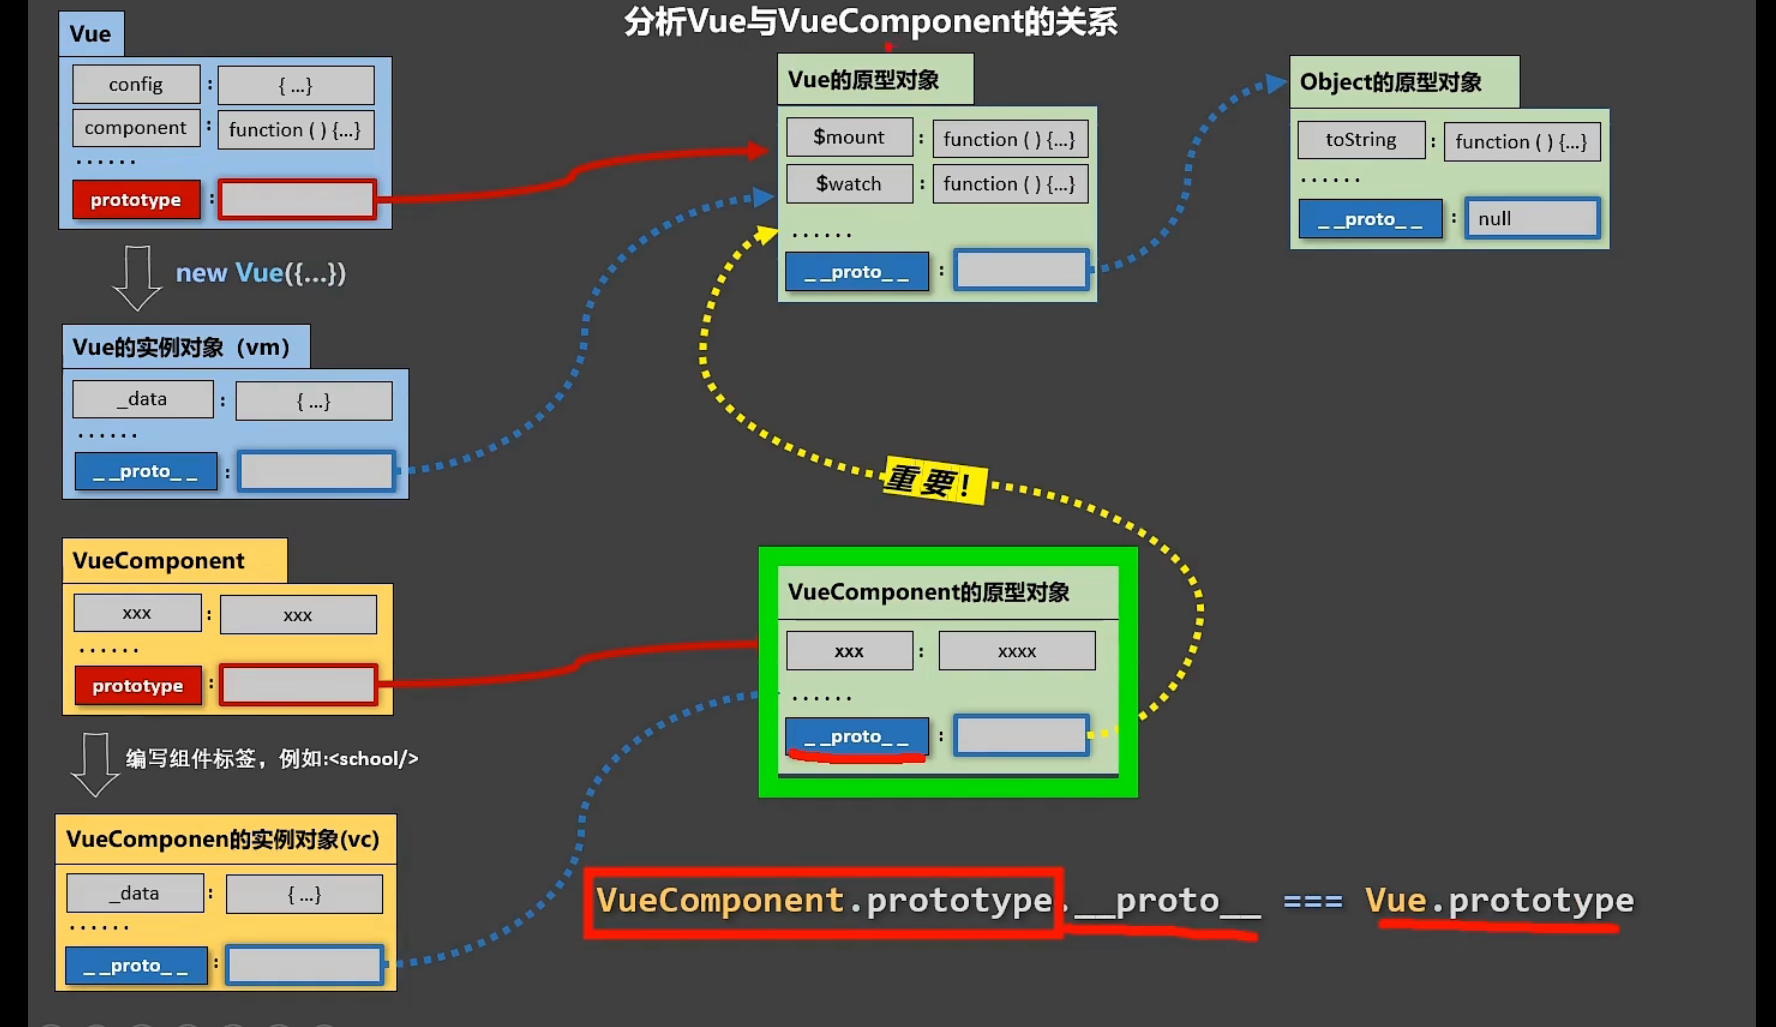 分析Vue与VueComponent的关系
Vue
config : { ...}
component : function ( ) {...}
......
prototype :
new Vue({...})
Vue的实例对象（vm）
_data : { ...}
......
_ _proto_ _ :
VueComponent
xxx : xxx
......
prototype :
编写组件标签，例如:<school/>
VueComponen的实例对象(vc)
_data : { ...}
......
_ _proto_ _ :
Vue的原型对象
$mount : function ( ) {...}
$watch : function ( ) {...}
......
_ _proto_ _ :
Object的原型对象
toString : function ( ) {...}
......
_ _proto_ _ : null
重要！
VueComponent的原型对象
xxx : xxxx
......
_ _proto_ _ :
VueComponent.prototype.__proto__ === Vue.prototype